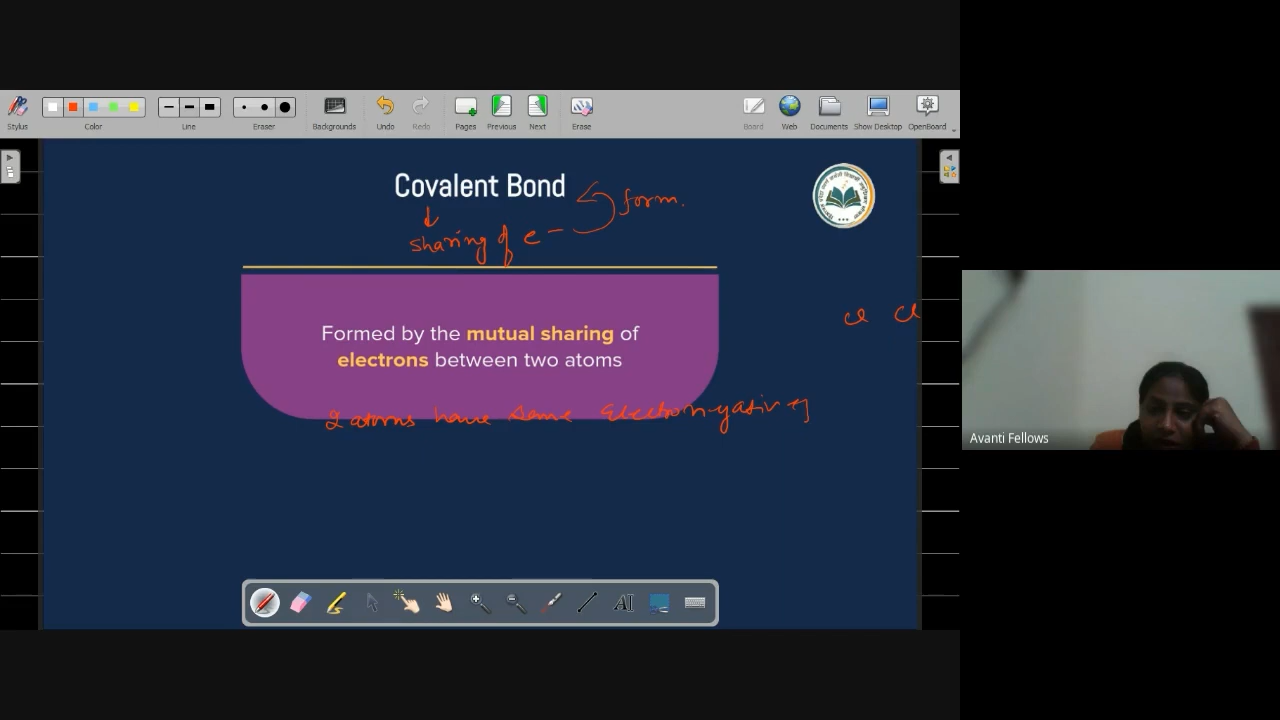 Stylus
Color
Line
Eraser
Backgrounds
Undo
Redo
Pages
Previous
Next
Erase
Board
Web
Documents
Show Desktop
OpenBoard
Covalent Bond
form.
sharing of e-
Formed by the mutual sharing of
electrons between two atoms
cl cl
2 atoms have same Electronegativity
AI
Avanti Fellows